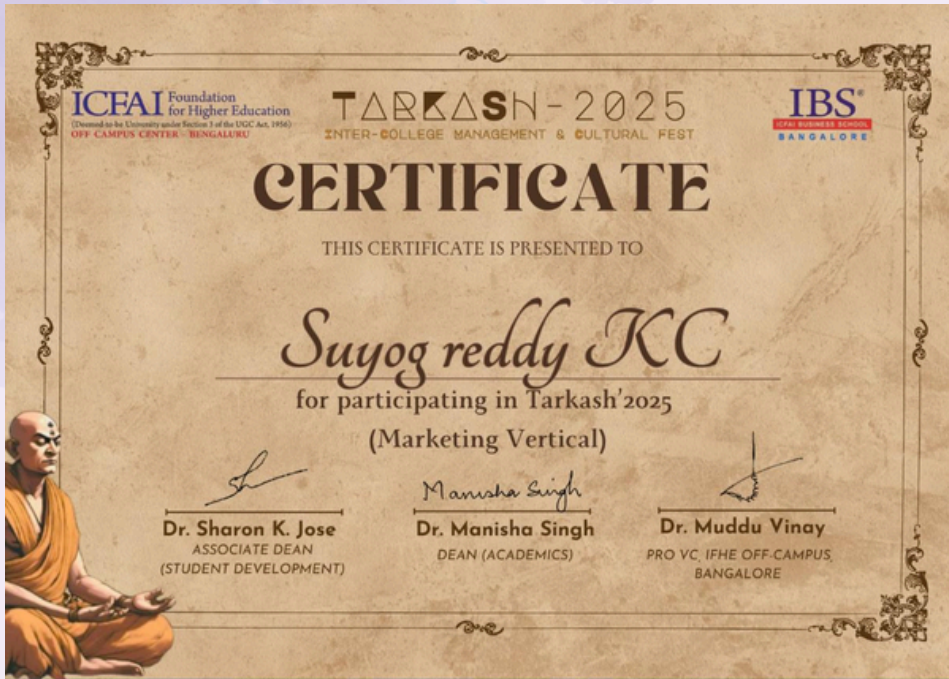 ICFAI Foundation
for Higher Education
(Deemed-to-be University under Section 3 of the UGC Act, 1956)
OFF CAMPUS CENTER - BENGALURU
TARKASH-2025
INTER-COLLEGE MANAGEMENT & CULTURAL FEST
IBS®
ICFAI BUSINESS SCHOOL
BANGALORE
CERTIFICATE
THIS CERTIFICATE IS PRESENTED TO
Suyog reddy KC
for participating in Tarkash'2025
(Marketing Vertical)
Manisha Singh
Dr. Sharon K. Jose
ASSOCIATE DEAN
(STUDENT DEVELOPMENT)
Dr. Manisha Singh
DEAN (ACADEMICS)
Dr. Muddu Vinay
PRO VC, IFHE OFF-CAMPUS,
BANGALORE